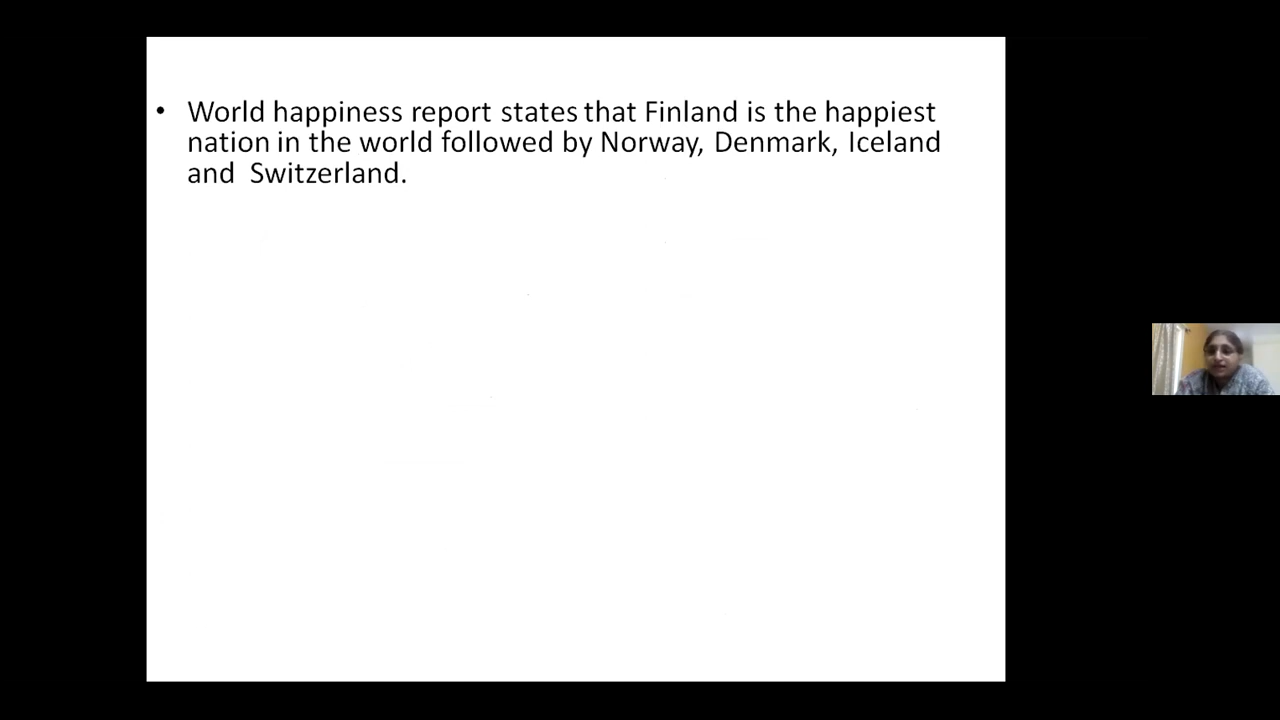 • World happiness report states that Finland is the happiest
nation in the world followed by Norway, Denmark, Iceland
and  Switzerland.